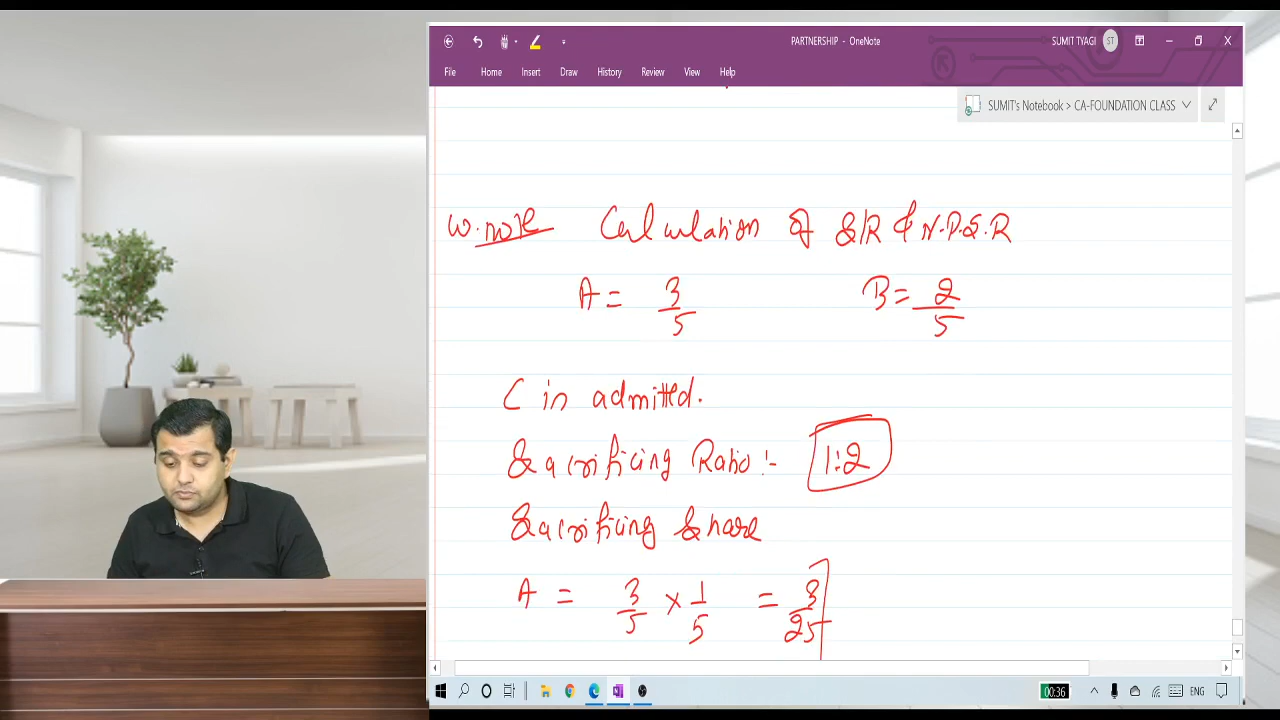 PARTNERSHIP - OneNote
SUMIT TYAGI ST
File Home Insert Draw History Review View Help
SUMIT's Notebook > CA-FOUNDATION CLASS
W. note Calculation of S/R & N.P.S.R
A = 3/5 B = 2/5
C is admitted.
Sacrificing Ratio :- 1:2
Sacrificing Share
A = 3/5 × 1/5 = 3/25
00:36 ENG